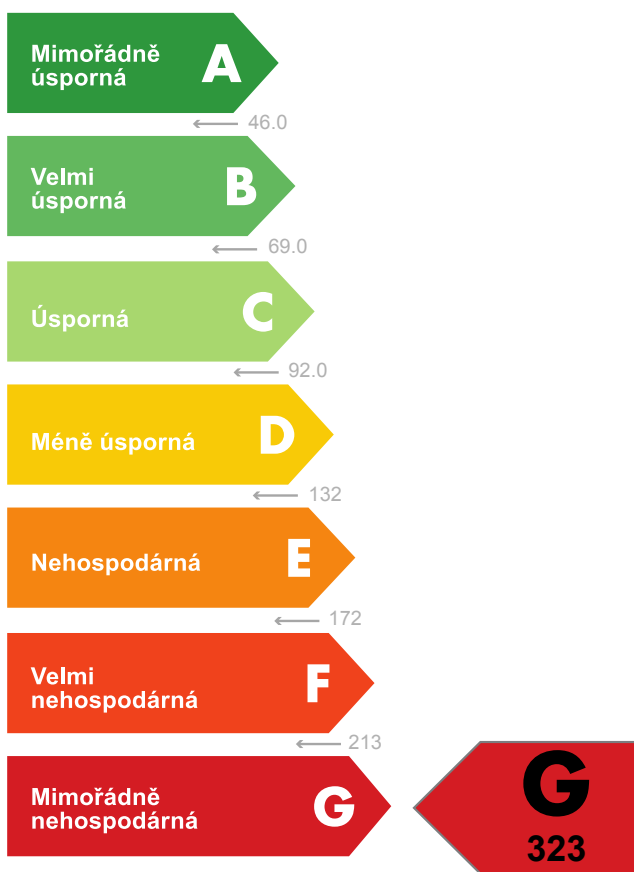 Mimořádně
úsporná
A
46.0
Velmi
úsporná
B
69.0
Úsporná
C
92.0
Méně úsporná
D
132
Nehospodárná
E
172
Velmi
nehospodárná
F
213
Mimořádně
nehospodárná
G
G
323